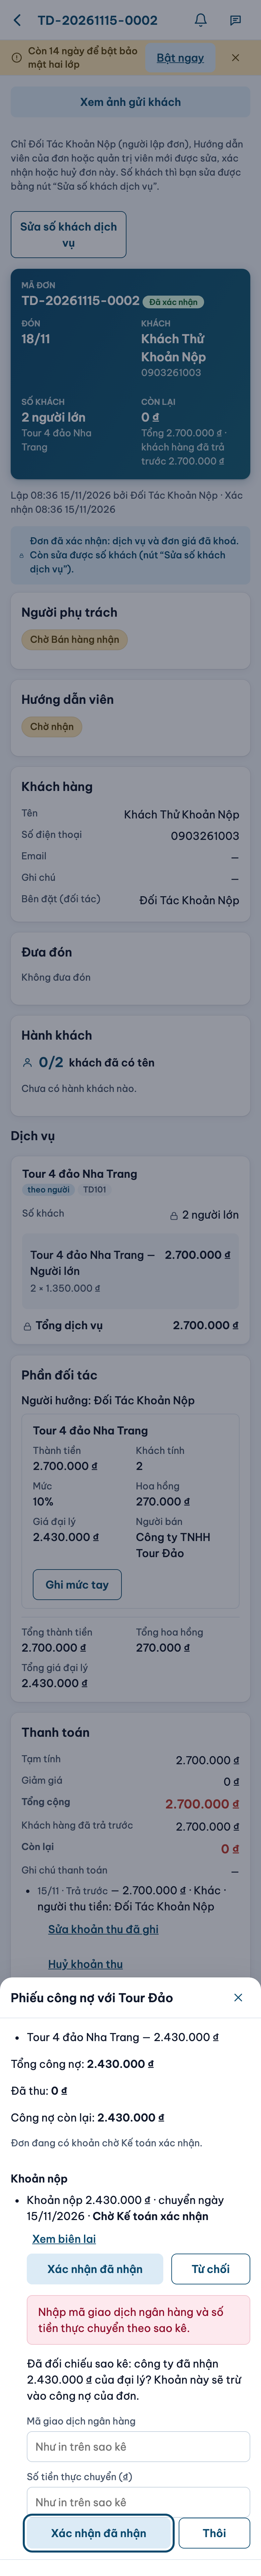 TD-20261115-0002
Còn 14 ngày để bật bảo
mật hai lớp
Bật ngay
Xem ảnh gửi khách
Chỉ Đối Tác Khoản Nộp (người lập đơn), Hướng dẫn
viên của đơn hoặc quản trị viên mới được sửa, xác
nhận hoặc huỷ đơn này. Số khách thì bạn sửa được
bằng nút “Sửa số khách dịch vụ”.
Sửa số khách dịch
vụ
MÃ ĐƠN
TD-20261115-0002 Đã xác nhận
ĐÓN
18/11
KHÁCH
Khách Thử
Khoản Nộp
0903261003
SỐ KHÁCH
2 người lớn
Tour 4 đảo Nha
Trang
CÒN LẠI
0 ₫
Tổng 2.700.000 ₫ ·
khách hàng đã trả
trước 2.700.000 ₫
Lập 08:36 15/11/2026 bởi Đối Tác Khoản Nộp · Xác
nhận 08:36 15/11/2026
Đơn đã xác nhận: dịch vụ và đơn giá đã khoá.
Còn sửa được số khách (nút “Sửa số khách
dịch vụ”).
Người phụ trách
Chờ Bán hàng nhận
Hướng dẫn viên
Chờ nhận
Khách hàng
Tên Khách Thử Khoản Nộp
Số điện thoại 0903261003
Email —
Ghi chú —
Bên đặt (đối tác) Đối Tác Khoản Nộp
Đưa đón
Không đưa đón
Hành khách
0/2 khách đã có tên
Chưa có hành khách nào.
Dịch vụ
Tour 4 đảo Nha Trang
theo người TD101
Số khách 2 người lớn
Tour 4 đảo Nha Trang — 2.700.000 ₫
Người lớn
2 × 1.350.000 ₫
Tổng dịch vụ 2.700.000 ₫
Phần đối tác
Người hưởng: Đối Tác Khoản Nộp
Tour 4 đảo Nha Trang
Thành tiền Khách tính
2.700.000 ₫ 2
Mức Hoa hồng
10% 270.000 ₫
Giá đại lý Người bán
2.430.000 ₫ Công ty TNHH
Tour Đảo
Ghi mức tay
Tổng thành tiền Tổng hoa hồng
2.700.000 ₫ 270.000 ₫
Tổng giá đại lý
2.430.000 ₫
Thanh toán
Tạm tính 2.700.000 ₫
Giảm giá 0 ₫
Tổng cộng 2.700.000 ₫
Khách hàng đã trả trước 2.700.000 ₫
Còn lại 0 ₫
Ghi chú thanh toán —
• 15/11 · Trả trước — 2.700.000 ₫ · Khác ·
người thu tiền: Đối Tác Khoản Nộp
Sửa khoản thu đã ghi
Huỷ khoản thu
Phiếu công nợ với Tour Đảo
• Tour 4 đảo Nha Trang — 2.430.000 ₫
Tổng công nợ: 2.430.000 ₫
Đã thu: 0 ₫
Công nợ còn lại: 2.430.000 ₫
Đơn đang có khoản chờ Kế toán xác nhận.
Khoản nộp
• Khoản nộp 2.430.000 ₫ · chuyển ngày
15/11/2026 · Chờ Kế toán xác nhận
Xem biên lai
Xác nhận đã nhận Từ chối
Nhập mã giao dịch ngân hàng và số
tiền thực chuyển theo sao kê.
Đã đối chiếu sao kê: công ty đã nhận
2.430.000 ₫ của đại lý? Khoản này sẽ trừ
vào công nợ của đơn.
Mã giao dịch ngân hàng
Như in trên sao kê
Số tiền thực chuyển (₫)
Như in trên sao kê
Xác nhận đã nhận Thôi